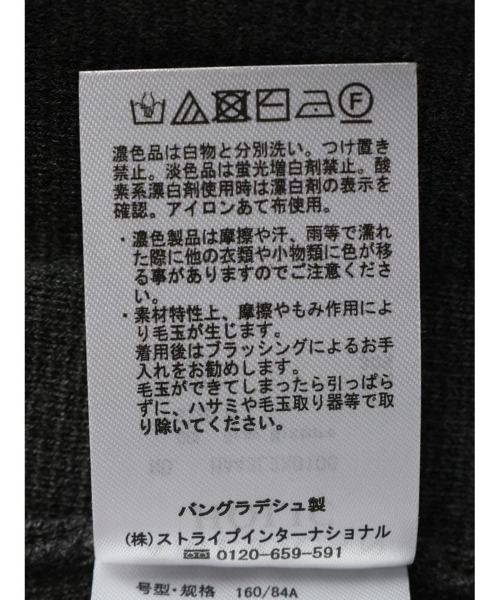 濃色品は白物と分別洗い。つけ置き
禁止。淡色品は蛍光増白剤禁止。酸
素系漂白剤使用時は漂白剤の表示を
確認。アイロンあて布使用。
・濃色製品は摩擦や汗、雨等で濡れ
た際に他の衣類や小物類に色が移
る事がありますのでご注意くださ
い。
・素材特性上、摩擦やもみ作用によ
り毛玉が生じます。
着用後はブラッシングによるお手
入れをお勧めします。
毛玉ができてしまったら引っぱら
ずに、ハサミや毛玉取り器等で取
り除いてください。
バングラデシュ製
(株) ストライプインターナショナル
0120-659-591
号型・规格 160/84A